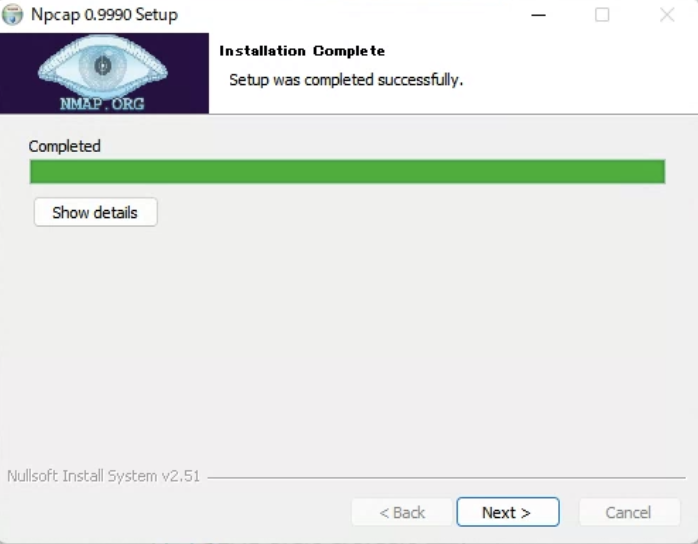 Npcap 0.9990 Setup
Installation Complete
Setup was completed successfully.
NMAP.ORG
Completed
Show details
Nullsoft Install System v2.51
< Back
Next >
Cancel